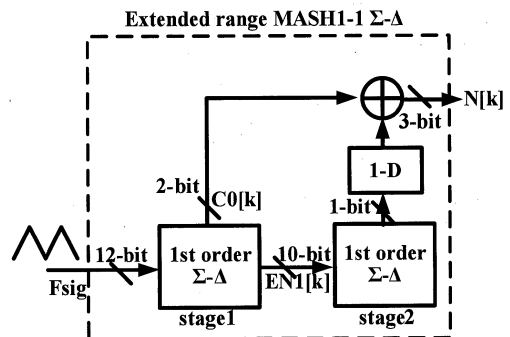 Extended range MASH1-1 Σ-Δ
N[k]
3-bit
1-D
2-bit
C0[k]
1-bit
12-bit
Fsig
1st order
Σ-Δ
stage1
10-bit
EN1[k]
1st order
Σ-Δ
stage2